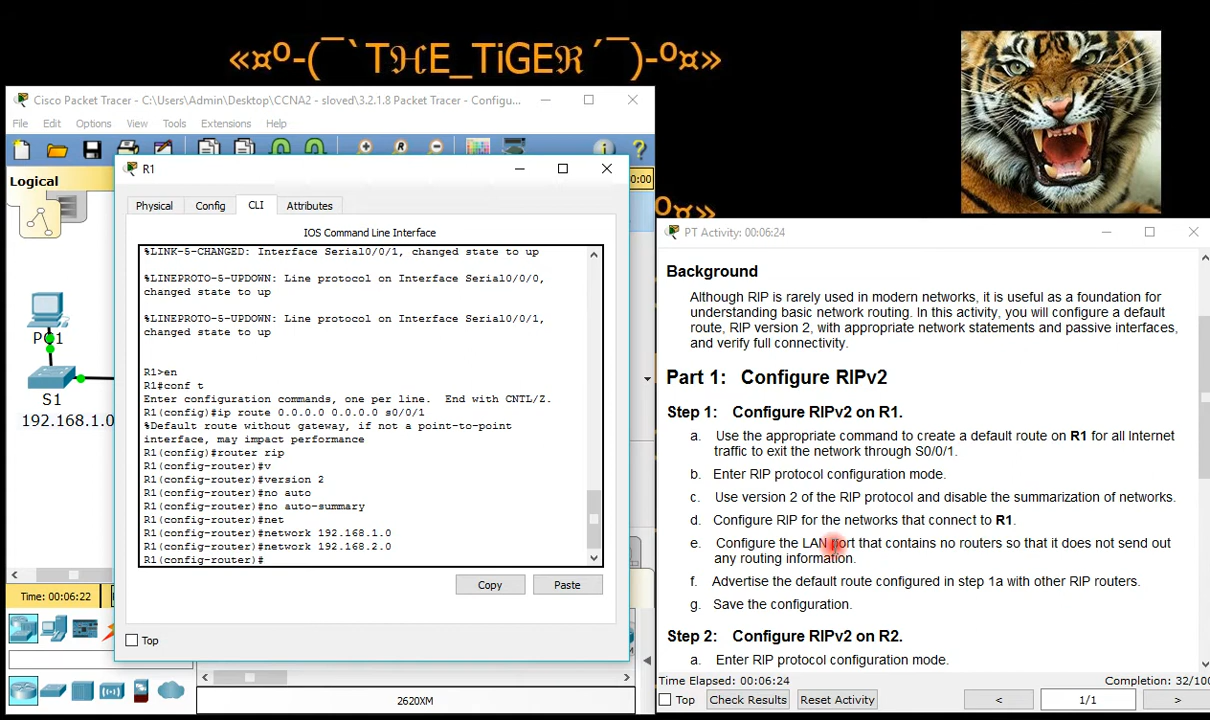 «¤º-(¯`TℋE_TiGEℜ´¯)-º¤»
Cisco Packet Tracer - C:\Users\Admin\Desktop\CCNA2 - sloved\3.2.1.8 Packet Tracer - Configu...
File Edit Options View Tools Extensions Help
Logical
:00
º¤»
R1
Physical Config CLI Attributes
IOS Command Line Interface
%LINK-5-CHANGED: Interface Serial0/0/1, changed state to up
%LINEPROTO-5-UPDOWN: Line protocol on Interface Serial0/0/0,
changed state to up
%LINEPROTO-5-UPDOWN: Line protocol on Interface Serial0/0/1,
changed state to up
R1>en
R1#conf t
Enter configuration commands, one per line. End with CNTL/Z.
R1(config)#ip route 0.0.0.0 0.0.0.0 s0/0/1
%Default route without gateway, if not a point-to-point
interface, may impact performance
R1(config)#router rip
R1(config-router)#v
R1(config-router)#version 2
R1(config-router)#no auto
R1(config-router)#no auto-summary
R1(config-router)#net
R1(config-router)#network 192.168.1.0
R1(config-router)#network 192.168.2.0
R1(config-router)#
Copy Paste
Top
PC1
S1
192.168.1.0
Time: 00:06:22
2620XM
PT Activity: 00:06:24
Background
Although RIP is rarely used in modern networks, it is useful as a foundation for
understanding basic network routing. In this activity, you will configure a default
route, RIP version 2, with appropriate network statements and passive interfaces,
and verify full connectivity.
Part 1: Configure RIPv2
Step 1: Configure RIPv2 on R1.
a. Use the appropriate command to create a default route on R1 for all Internet
traffic to exit the network through S0/0/1.
b. Enter RIP protocol configuration mode.
c. Use version 2 of the RIP protocol and disable the summarization of networks.
d. Configure RIP for the networks that connect to R1.
e. Configure the LAN port that contains no routers so that it does not send out
any routing information.
f. Advertise the default route configured in step 1a with other RIP routers.
g. Save the configuration.
Step 2: Configure RIPv2 on R2.
a. Enter RIP protocol configuration mode.
Time Elapsed: 00:06:24 Completion: 32/100
Top Check Results Reset Activity < 1/1 >